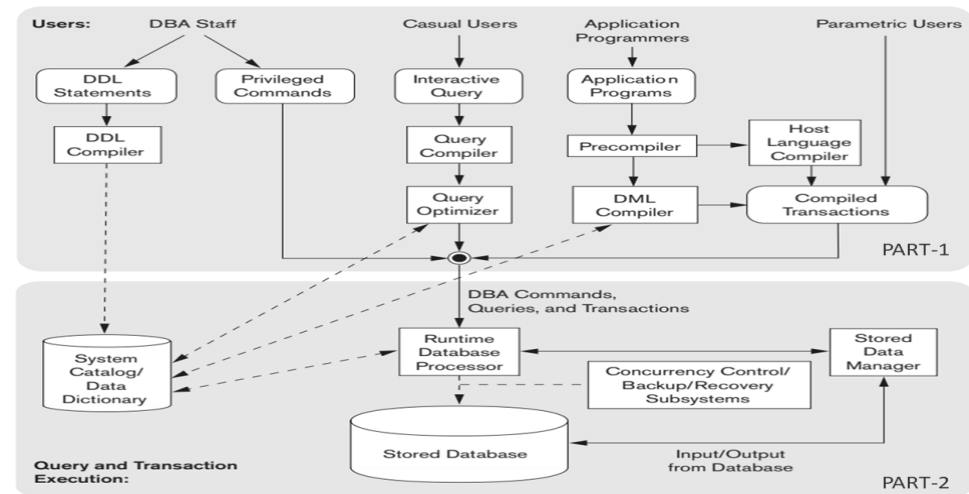 Users:
DBA Staff
Casual Users
Application
Programmers
Parametric Users
DDL
Statements
Privileged
Commands
Interactive
Query
Application
Programs
DDL
Compiler
Query
Compiler
Precompiler
Host
Language
Compiler
Query
Optimizer
DML
Compiler
Compiled
Transactions
PART-1
DBA Commands,
Queries, and Transactions
System
Catalog/
Data
Dictionary
Runtime
Database
Processor
Stored
Data
Manager
Concurrency Control/
Backup/Recovery
Subsystems
Stored Database
Input/Output
from Database
Query and Transaction
Execution:
PART-2